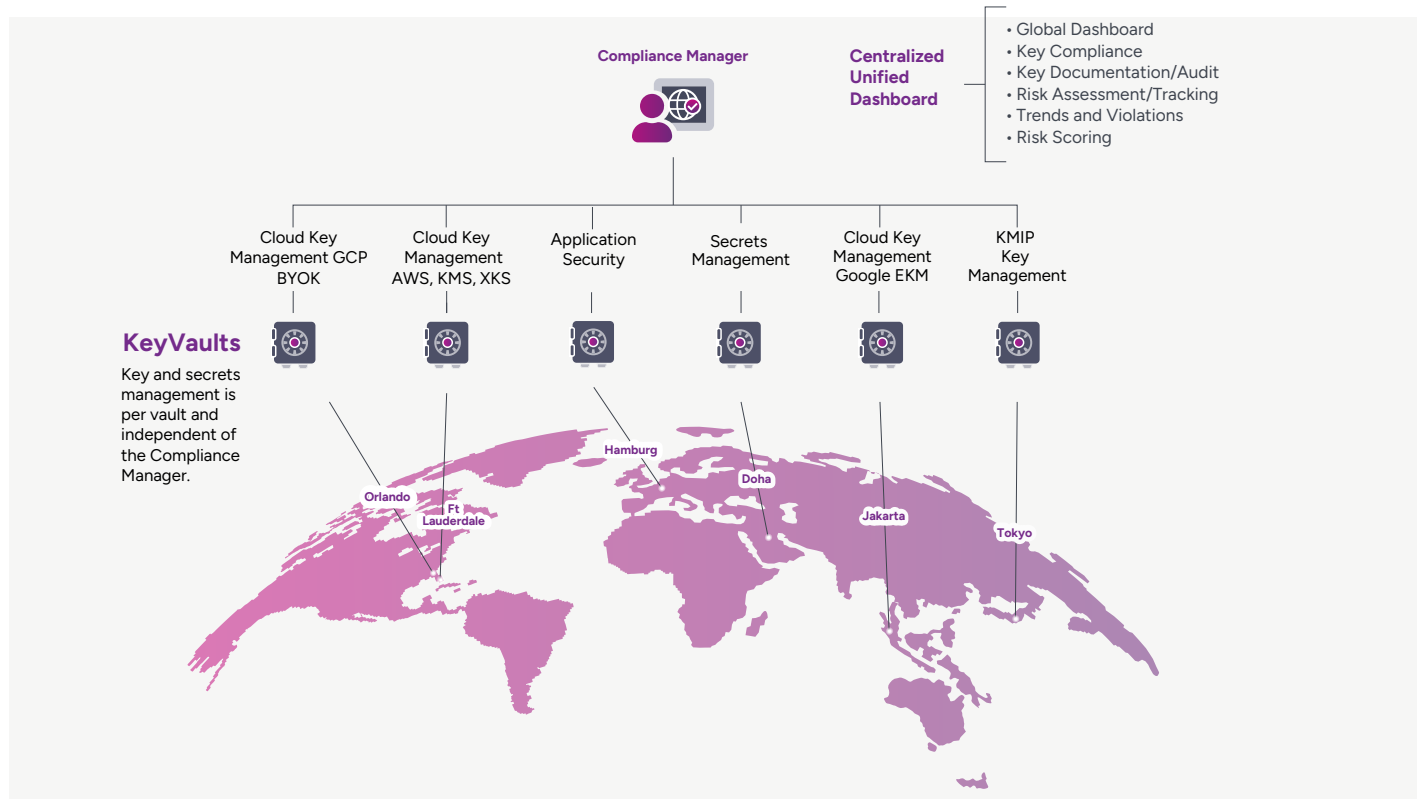 Compliance Manager
Centralized
Unified
Dashboard
• Global Dashboard
• Key Compliance
• Key Documentation/Audit
• Risk Assessment/Tracking
• Trends and Violations
• Risk Scoring
Cloud Key
Management GCP
BYOK
Cloud Key
Management
AWS, KMS, XKS
Application
Security
Secrets
Management
Cloud Key
Management
Google EKM
KMIP
Key
Management
KeyVaults
Key and secrets
management is
per vault and
independent of
the Compliance
Manager.
Orlando
Ft
Lauderdale
Hamburg
Doha
Jakarta
Tokyo